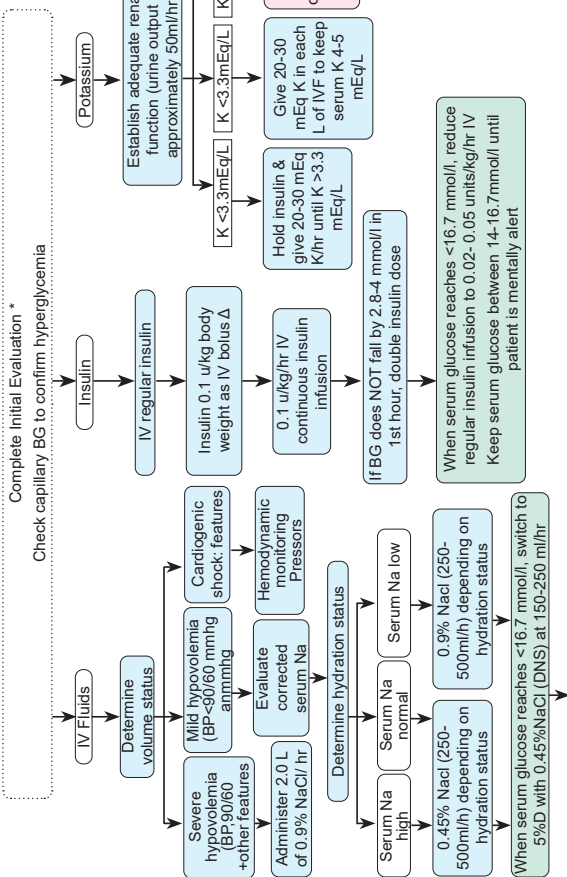 Complete Initial Evaluation *
Check capillary BG to confirm hyperglycemia
IV Fluids
Determine
volume status
Severe
hypovolemia
(BP,90/60
+other features
Administer 2.0 L
of 0.9% NaCl/ hr
Mild hypovolemia
(BP<90/60 mmhg
anmmhg
Evaluate
corrected
serum Na
Cardiogenic
shock: features
Hemodynamic
monitoring
Pressors
Determine hydration status
Serum Na
high
Serum Na
normal
Serum Na low
0.45% Nacl (250-
500ml/h) depending on
hydration status
0.9% Nacl (250-
500ml/h) depending on
hydration status
When serum glucose reaches <16.7 mmol/l, switch to
5%D with 0.45%NaCl (DNS) at 150-250 ml/hr
Insulin
IV regular insulin
Insulin 0.1 u/kg body
weight as IV bolus Δ
0.1 u/kg/hr IV
continuous insulin
infusion
If BG does NOT fall by 2.8-4 mmol/l in
1st hour, double insulin dose
When serum glucose reaches <16.7 mmol/l, reduce
regular insulin infusion to 0.02- 0.05 units/kg/hr IV
Keep serum glucose between 14-16.7mmol/l until
patient is mentally alert
Potassium
Establish adequate rena
function (urine output
approximately 50ml/hr
K <3.3mEq/L
Hold insulin &
give 20-30 mEq
K/hr until K >3.3
mEq/L
K <3.3mEq/L
Give 20-30
mEq K in each
L of IVF to keep
serum K 4-5
mEq/L
K